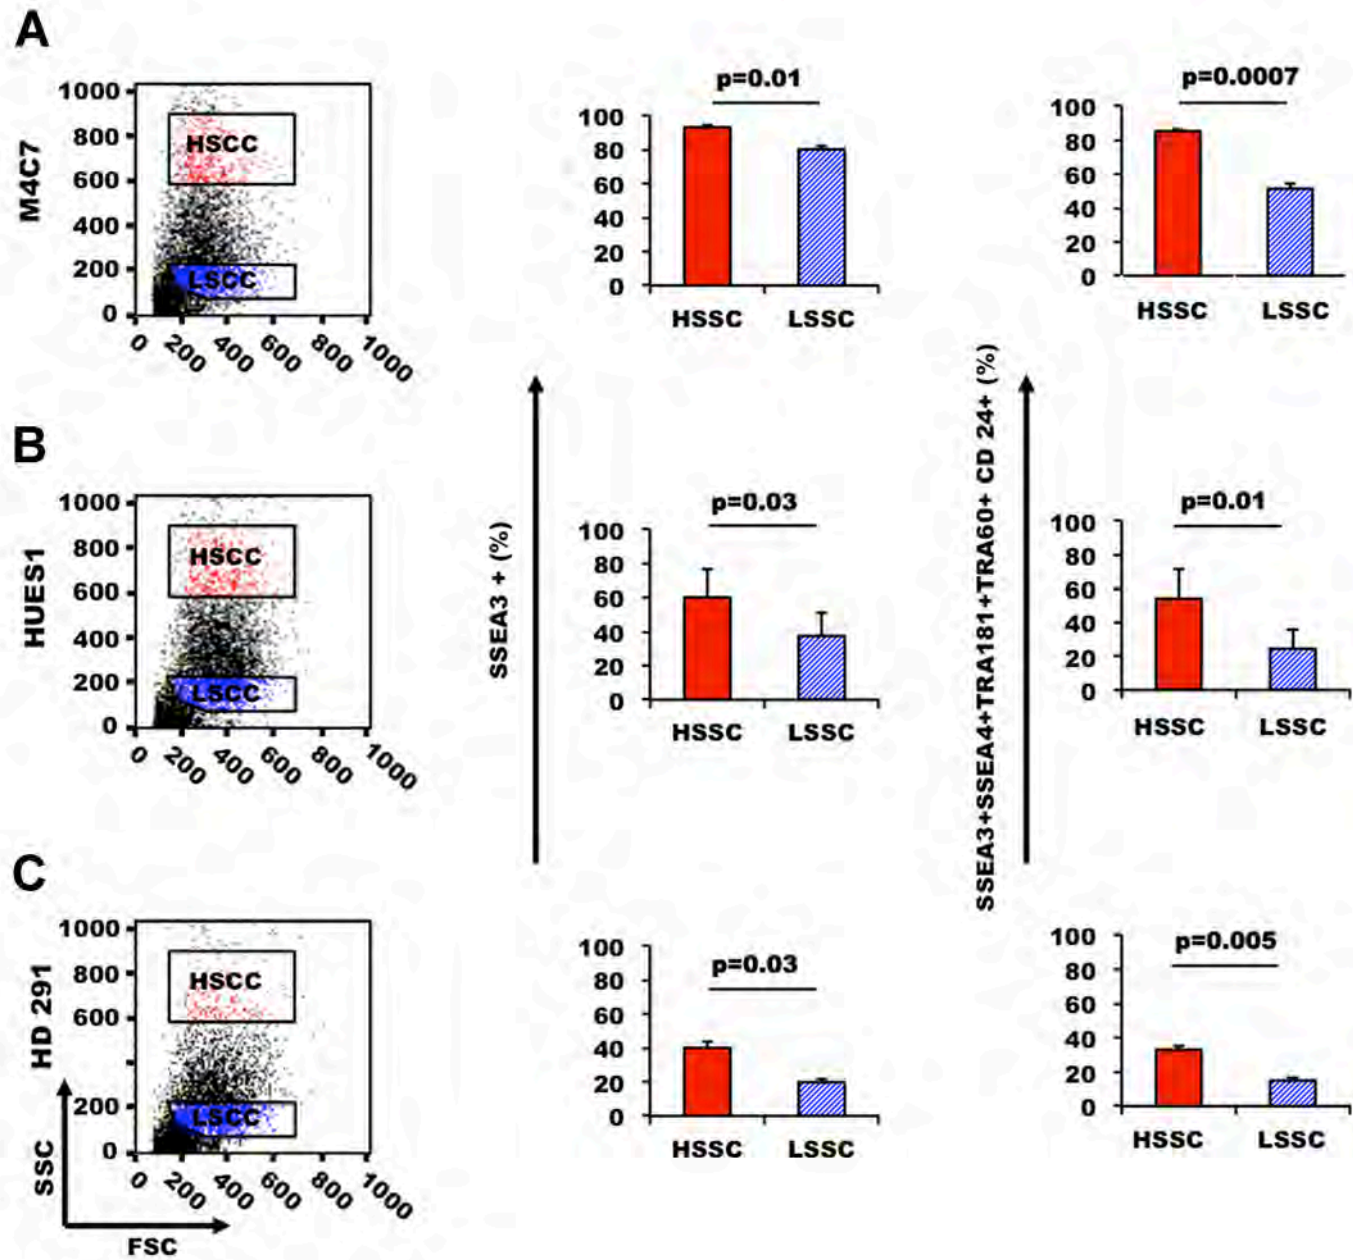 A
M4C7
1000
800
600
400
200
0
HSCC
LSCC
0 200 400 600 800 1000
p=0.01
100
80
60
40
20
0
HSSC LSSC
p=0.0007
100
80
60
40
20
0
HSSC LSSC
B
HUES1
1000
800
600
400
200
0
HSCC
LSCC
0 200 400 600 800 1000
SSEA3 + (%)
p=0.03
100
80
60
40
20
0
HSSC LSSC
SSEA3+SSEA4+TRA181+TRA60+ CD 24+ (%)
p=0.01
100
80
60
40
20
0
HSSC LSSC
C
HD 291
1000
800
600
200
0
HSCC
LSCC
0 200 400 600 800 1000
SSC
FSC
p=0.03
100
80
60
40
20
0
HSSC LSSC
p=0.005
100
80
60
40
20
0
HSSC LSSC